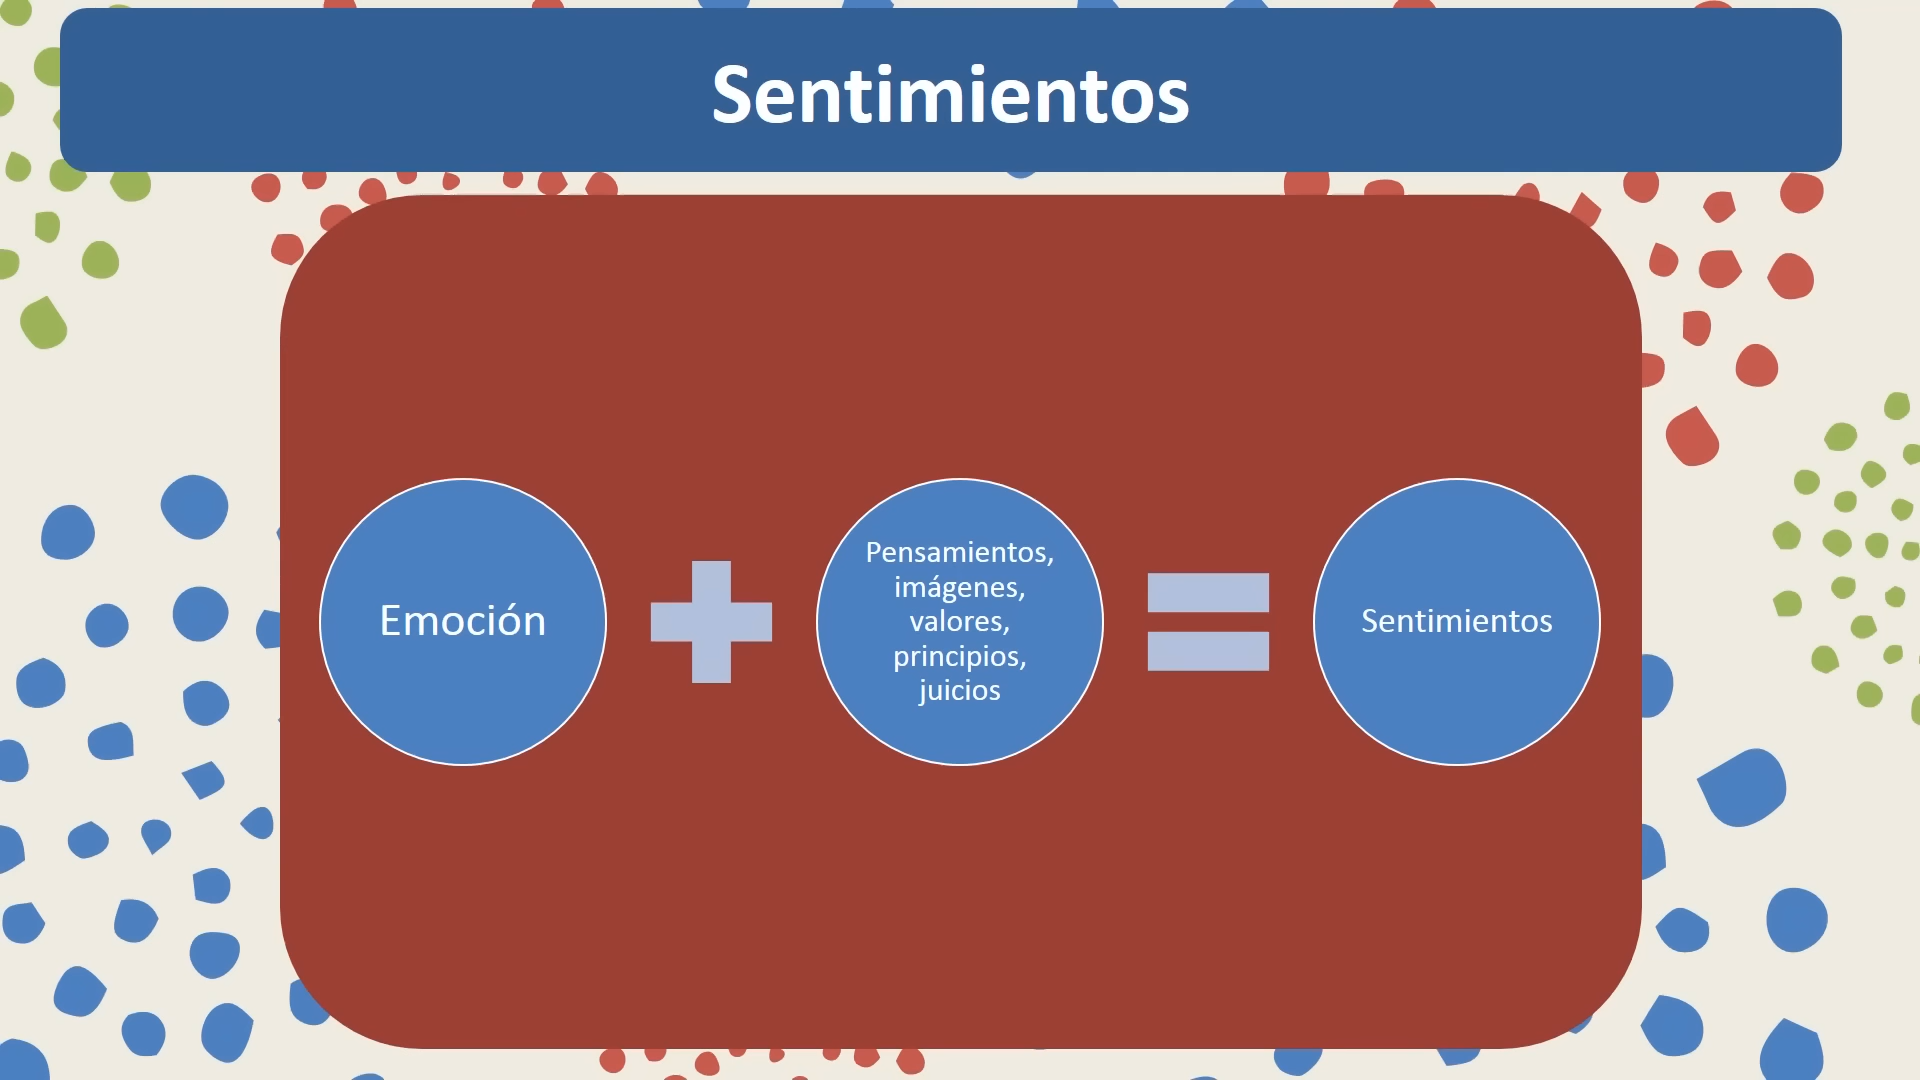 Sentimientos
Emoción
Pensamientos,
imágenes,
valores,
principios,
juicios
Sentimientos